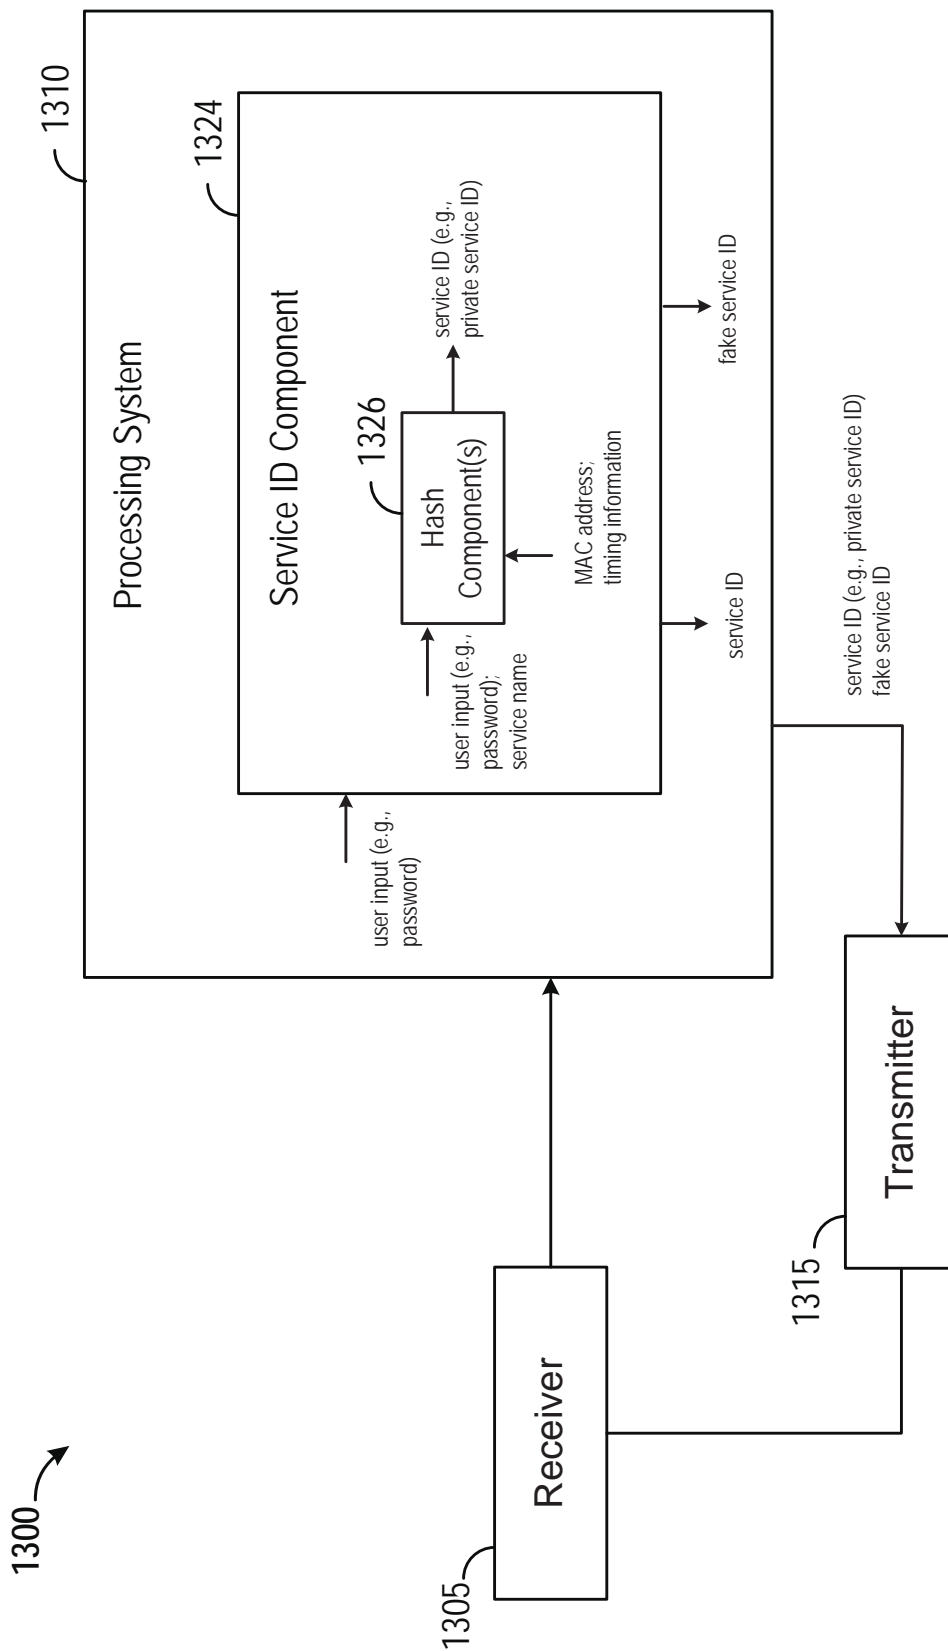 1300
1310
Processing System
1324
Service ID Component
1326
Hash
Component(s)
service ID (e.g.,
private service ID)
user input (e.g.,
password);
service name
MAC address;
timing information
user input (e.g.,
password)
service ID
fake service ID
service ID (e.g., private service ID)
fake service ID
1305
Receiver
1315
Transmitter